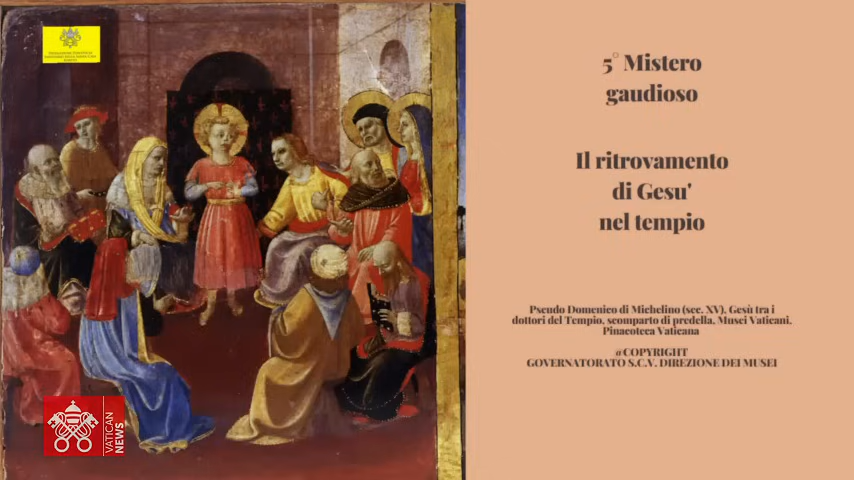 5° Mistero
gaudioso
Il ritrovamento
di Gesu'
nel tempio
Pseudo Domenico di Michelino (sec. XV), Gesù tra i
dottori del Tempio, scomparto di predella, Musei Vaticani,
Pinacoteca Vaticana
@COPYRIGHT
GOVERNATORATO S.C.V. DIREZIONE DEI MUSEI
VATICAN
NEWS